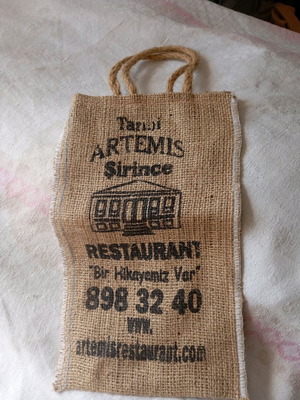 Tarihi
ARTEMIS
Şirince
RESTAURANT
"Bir Hikayemiz Var"
898 32 40
www.
artemisrestaurant.com